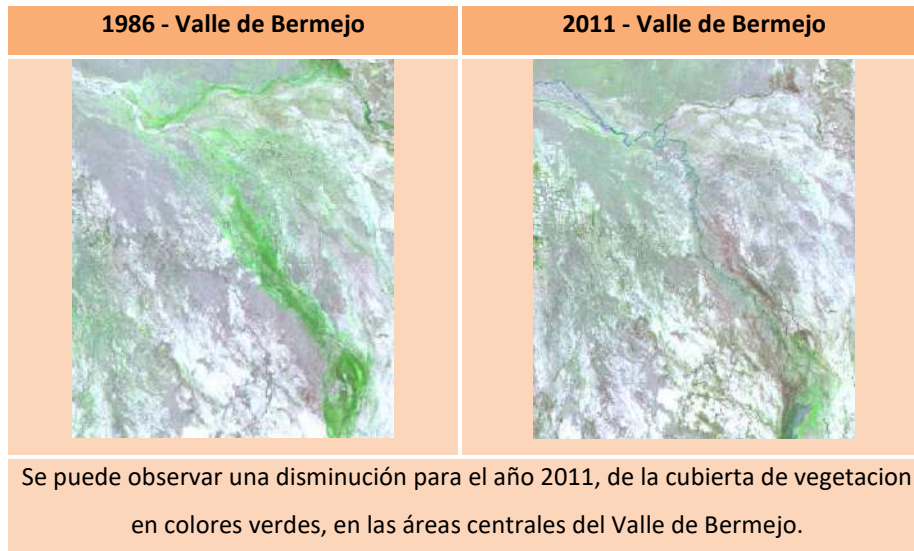 1986 - Valle de Bermejo
2011 - Valle de Bermejo
Se puede observar una disminución para el año 2011, de la cubierta de vegetacion
en colores verdes, en las áreas centrales del Valle de Bermejo.